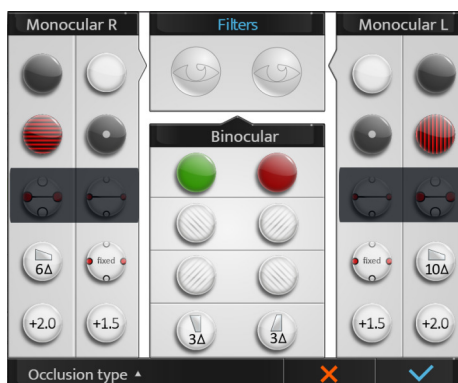 Monocular R
Filters
Monocular L
Binocular
6Δ
fixed
fixed
10Δ
+2.0
+1.5
3Δ
3Δ
+1.5
+2.0
Occlusion type